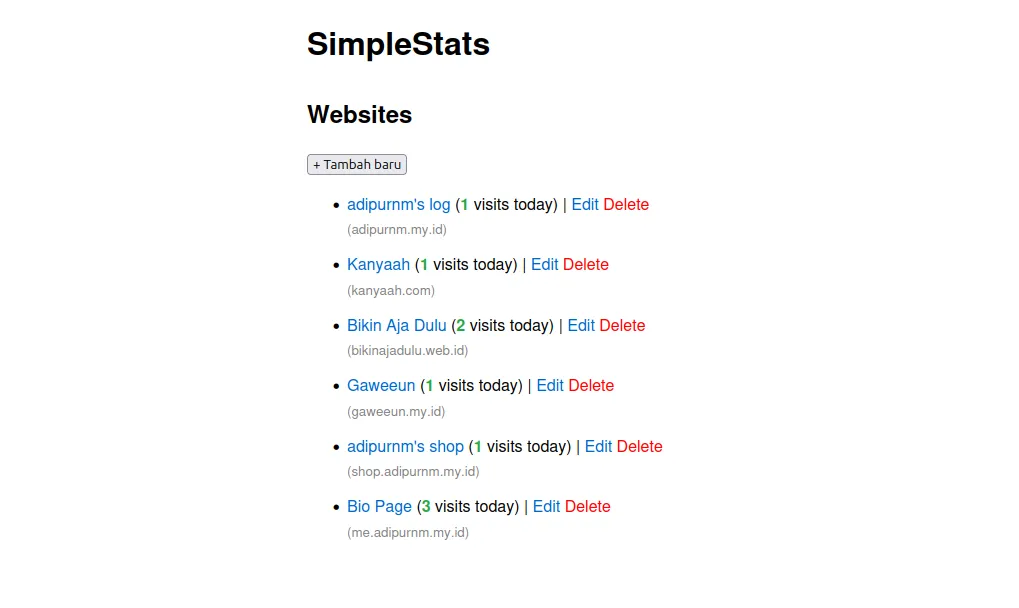 SimpleStats
Websites
+ Tambah baru
• adipurnm's log (1 visits today) | Edit Delete
(adipurnm.my.id)
• Kanyaah (1 visits today) | Edit Delete
(kanyaah.com)
• Bikin Aja Dulu (2 visits today) | Edit Delete
(bikinajadulu.web.id)
• Gaweeun (1 visits today) | Edit Delete
(gaweeun.my.id)
• adipurnm's shop (1 visits today) | Edit Delete
(shop.adipurnm.my.id)
• Bio Page (3 visits today) | Edit Delete
(me.adipurnm.my.id)